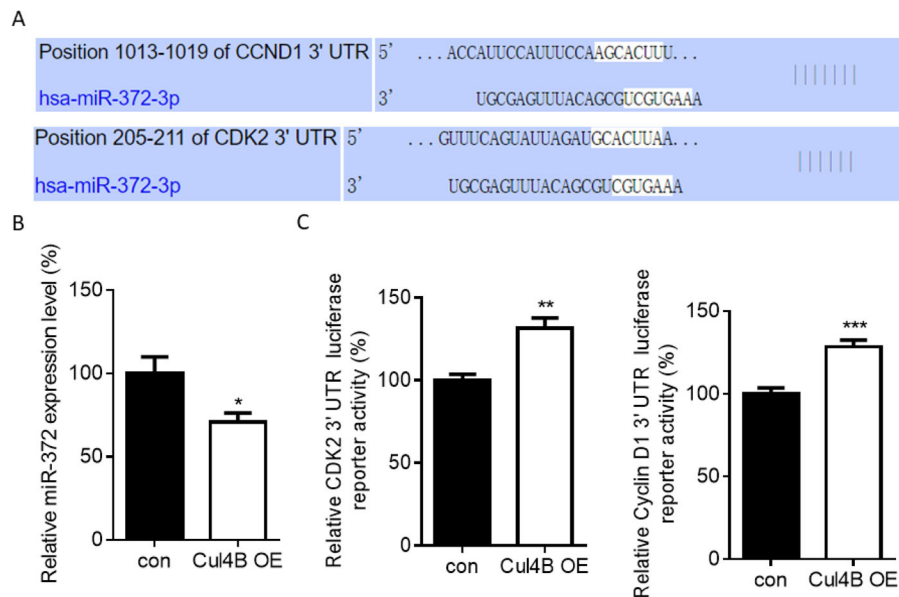 A
Position 1013-1019 of CCND1 3' UTR 5' ...ACCAUUCCAUUUCCAAGCACUUU...
hsa-miR-372-3p 3' UGCGAGUUUACAGCGUCGUGAAA
Position 205-211 of CDK2 3' UTR 5' ...GUUUCAGUAUUAGAUGCACUUAA...
hsa-miR-372-3p 3' UGCGAGUUUACAGCGUCGUGAAA
B
Relative miR-372 expression level (%)
150
100
50
0
*
con Cul4B OE
C
Relative CDK2 3' UTR luciferase
reporter activity (%)
150
100
50
0
**
con Cul4B OE
Relative Cyclin D1 3' UTR luciferase
reporter activity (%)
150
100
50
0
***
con Cul4B OE